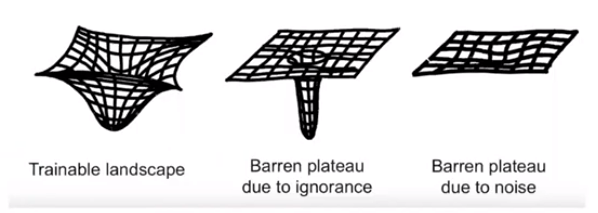 Trainable landscape
Barren plateau
due to ignorance
Barren plateau
due to noise